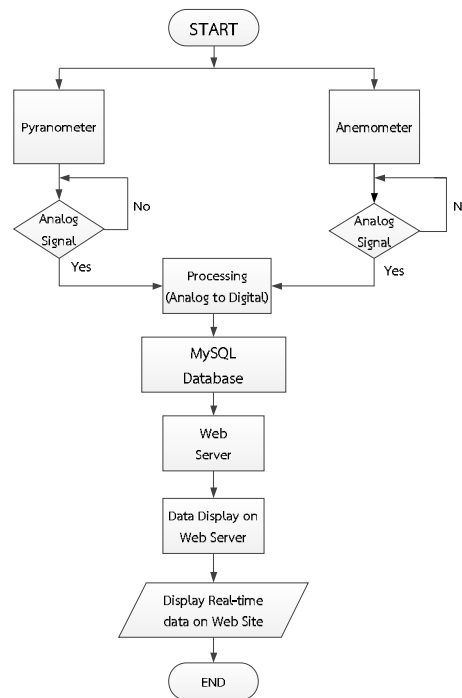 START
Pyranometer
Anemometer
No
N
Analog
Signal
Analog
Signal
Yes
Yes
Processing
(Analog to Digital)
MySQL
Database
Web
Server
Data Display on
Web Server
Display Real-time
data on Web Site
END